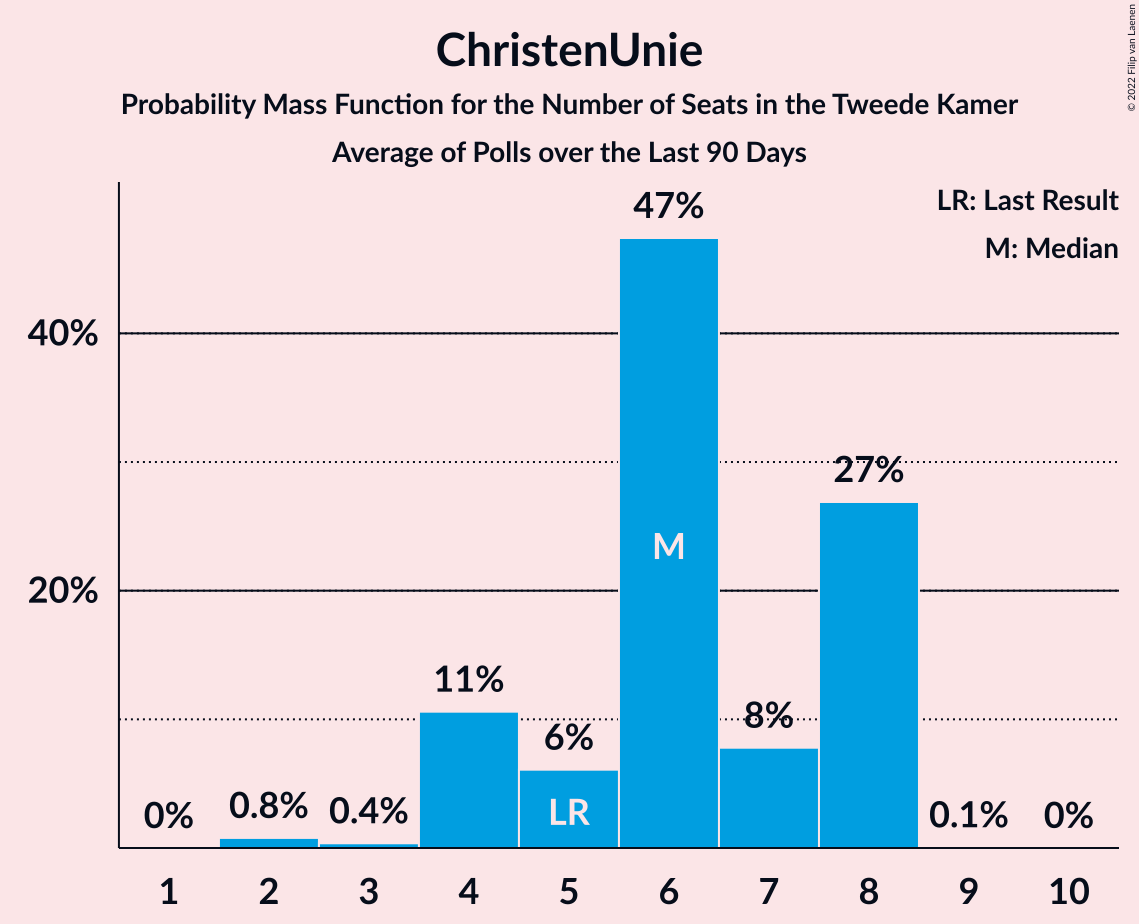 ChristenUnie
Probability Mass Function for the Number of Seats in the Tweede Kamer
Average of Polls over the Last 90 Days
© 2022 Filip van Laenen
LR: Last Result
M: Median
40%
20%
0%
0.8%
0.4%
11%
6%
47%
8%
27%
0.1%
0%
LR
M
1 2 3 4 5 6 7 8 9 10